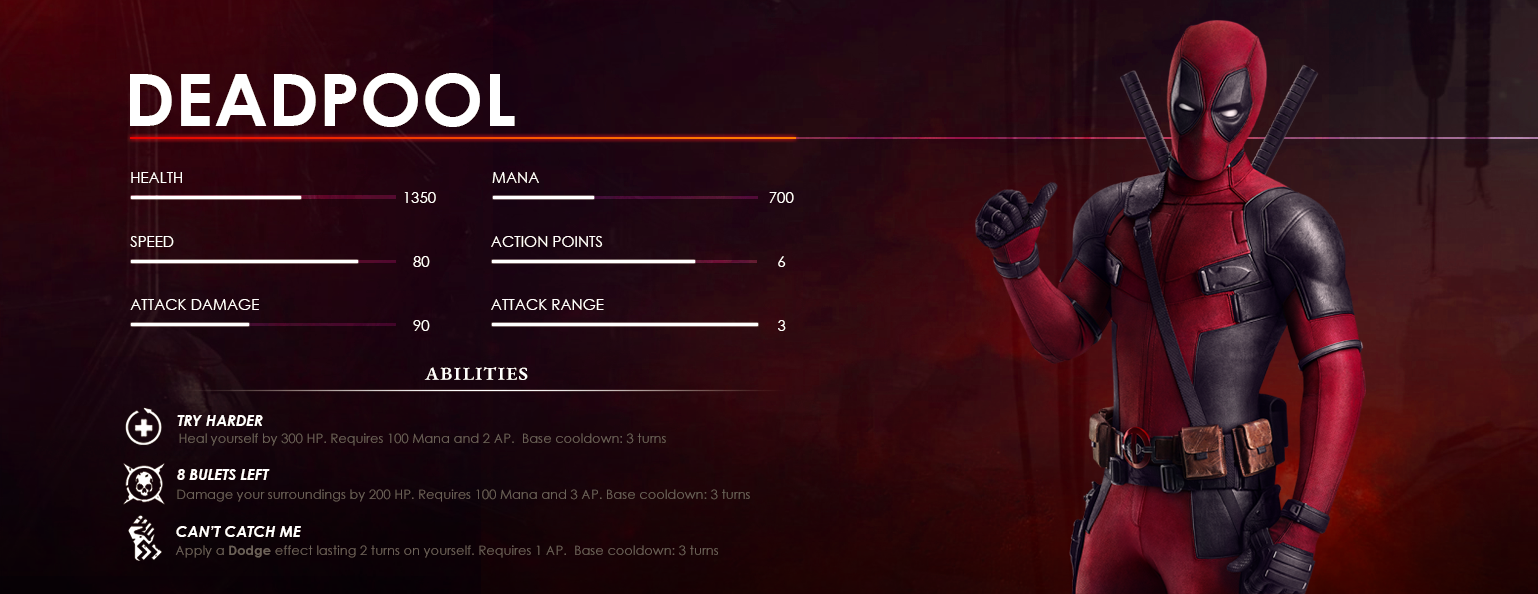 DEADPOOL
HEALTH
1350
MANA
700
SPEED
80
ACTION POINTS
6
ATTACK DAMAGE
90
ATTACK RANGE
3
ABILITIES
TRY HARDER
Heal yourself by 300 HP. Requires 100 Mana and 2 AP. Base cooldown: 3 turns
8 BULETS LEFT
Damage your surroundings by 200 HP. Requires 100 Mana and 3 AP. Base cooldown: 3 turns
CAN'T CATCH ME
Apply a Dodge effect lasting 2 turns on yourself. Requires 1 AP. Base cooldown: 3 turns